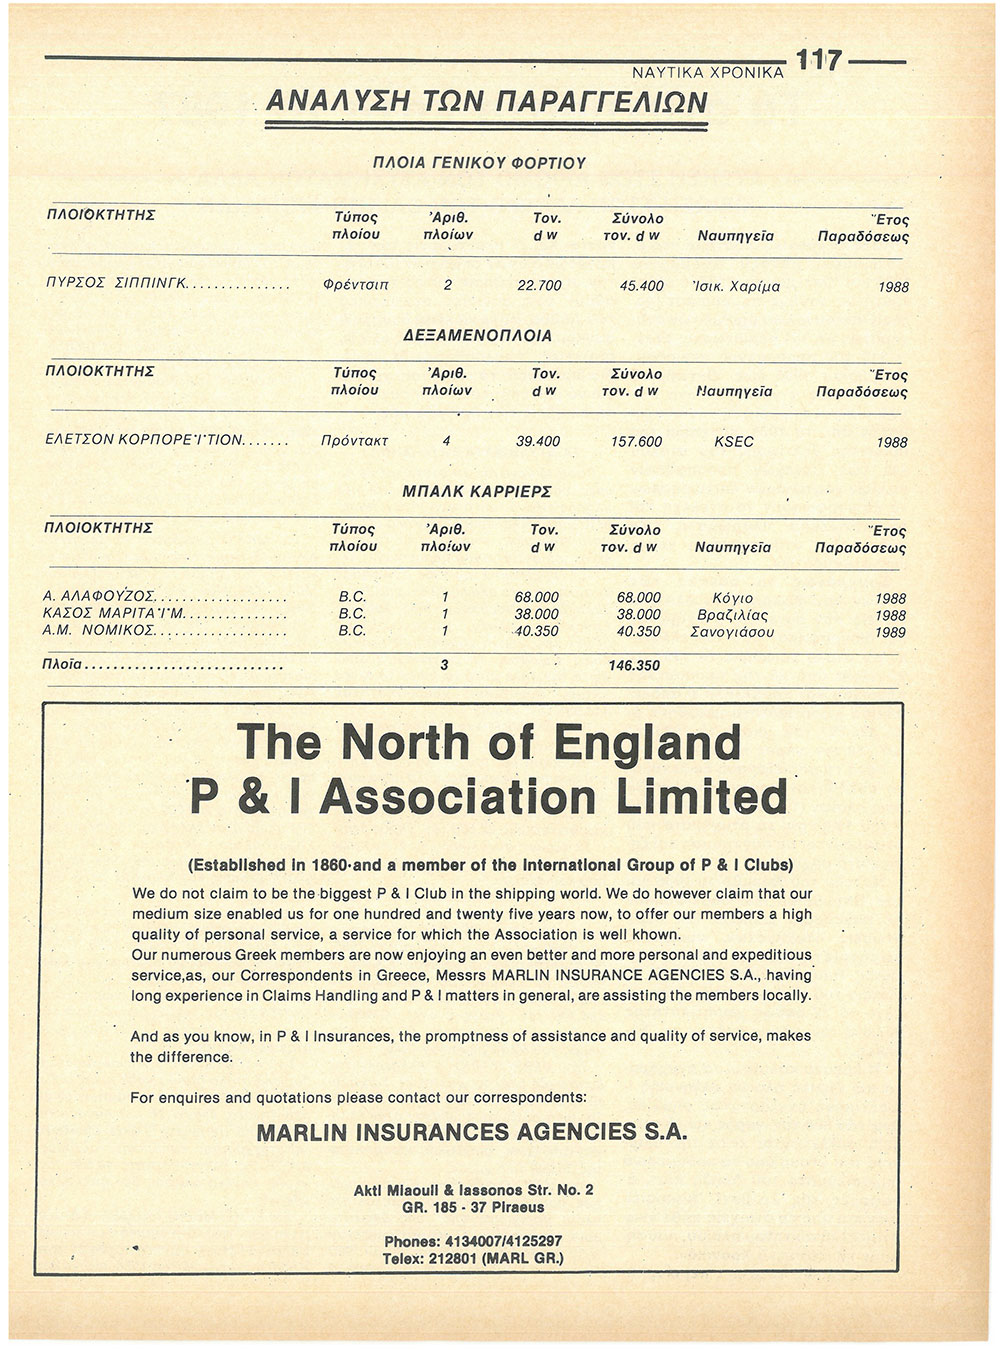 117
ΝΑΥΤΙΚΑ ΧΡΟΝΙΚΑ
ΑΝΑΛΥΣΗ ΤΩΝ ΠΑΡΑΓΓΕΛΙΩΝ
ΠΛΟΙΑ ΓΕΝΙΚΟΥ ΦΟΡΤΙΟΥ
ΠΛΟΙΟΚΤΗΤΗΣ Τύπος πλοίου Ἀριθ. πλοίων Τον. d w Σύνολο τον. d w Ναυπηγεῖα Ἔτος Παραδόσεως
ΠΥΡΣΟΣ ΣΙΠΠΙΝΓΚ............... Φρέντσιπ 2 22.700 45.400 Ἰσικ. Χαρίμα 1988
ΔΕΞΑΜΕΝΟΠΛΟΙΑ
ΠΛΟΙΟΚΤΗΤΗΣ Τύπος πλοίου Ἀριθ. πλοίων Τον. d w Σύνολο τον. d w Ναυπηγεῖα Ἔτος Παραδόσεως
ΕΛΕΤΣΟΝ ΚΟΡΠΟΡΕΪΤΙΟΝ....... Πρόντακτ 4 39.400 157.600 KSEC 1988
ΜΠΑΛΚ ΚΑΡΡΙΕΡΣ
ΠΛΟΙΟΚΤΗΤΗΣ Τύπος πλοίου Ἀριθ. πλοίων Τον. d w Σύνολο τον. d w Ναυπηγεῖα Ἔτος Παραδόσεως
Α. ΑΛΑΦΟΥΖΟΣ................... B.C. 1 68.000 68.000 Κόγιο 1988
ΚΑΣΟΣ ΜΑΡΙΤΑΪΜ............... B.C. 1 38.000 38.000 Βραζιλίας 1988
Α.Μ. ΝΟΜΙΚΟΣ................... B.C. 1 40.350 40.350 Σανογιάσου 1989
Πλοῖα............................ 3 146.350
The North of England
P & I Association Limited
(Established in 1860 and a member of the International Group of P & I Clubs)
We do not claim to be the biggest P & I Club in the shipping world. We do however claim that our
medium size enabled us for one hundred and twenty five years now, to offer our members a high
quality of personal service, a service for which the Association is well khown.
Our numerous Greek members are now enjoying an even better and more personal and expeditious
service,as, our Correspondents in Greece, Messrs MARLIN INSURANCE AGENCIES S.A., having
long experience in Claims Handling and P & I matters in general, are assisting the members locally.
And as you know, in P & I Insurances, the promptness of assistance and quality of service, makes
the difference.
For enquires and quotations please contact our correspondents:
MARLIN INSURANCES AGENCIES S.A.
Akti Miaouli & Iassonos Str. No. 2
GR. 185 - 37 Piraeus
Phones: 4134007/4125297
Telex: 212801 (MARL GR.)